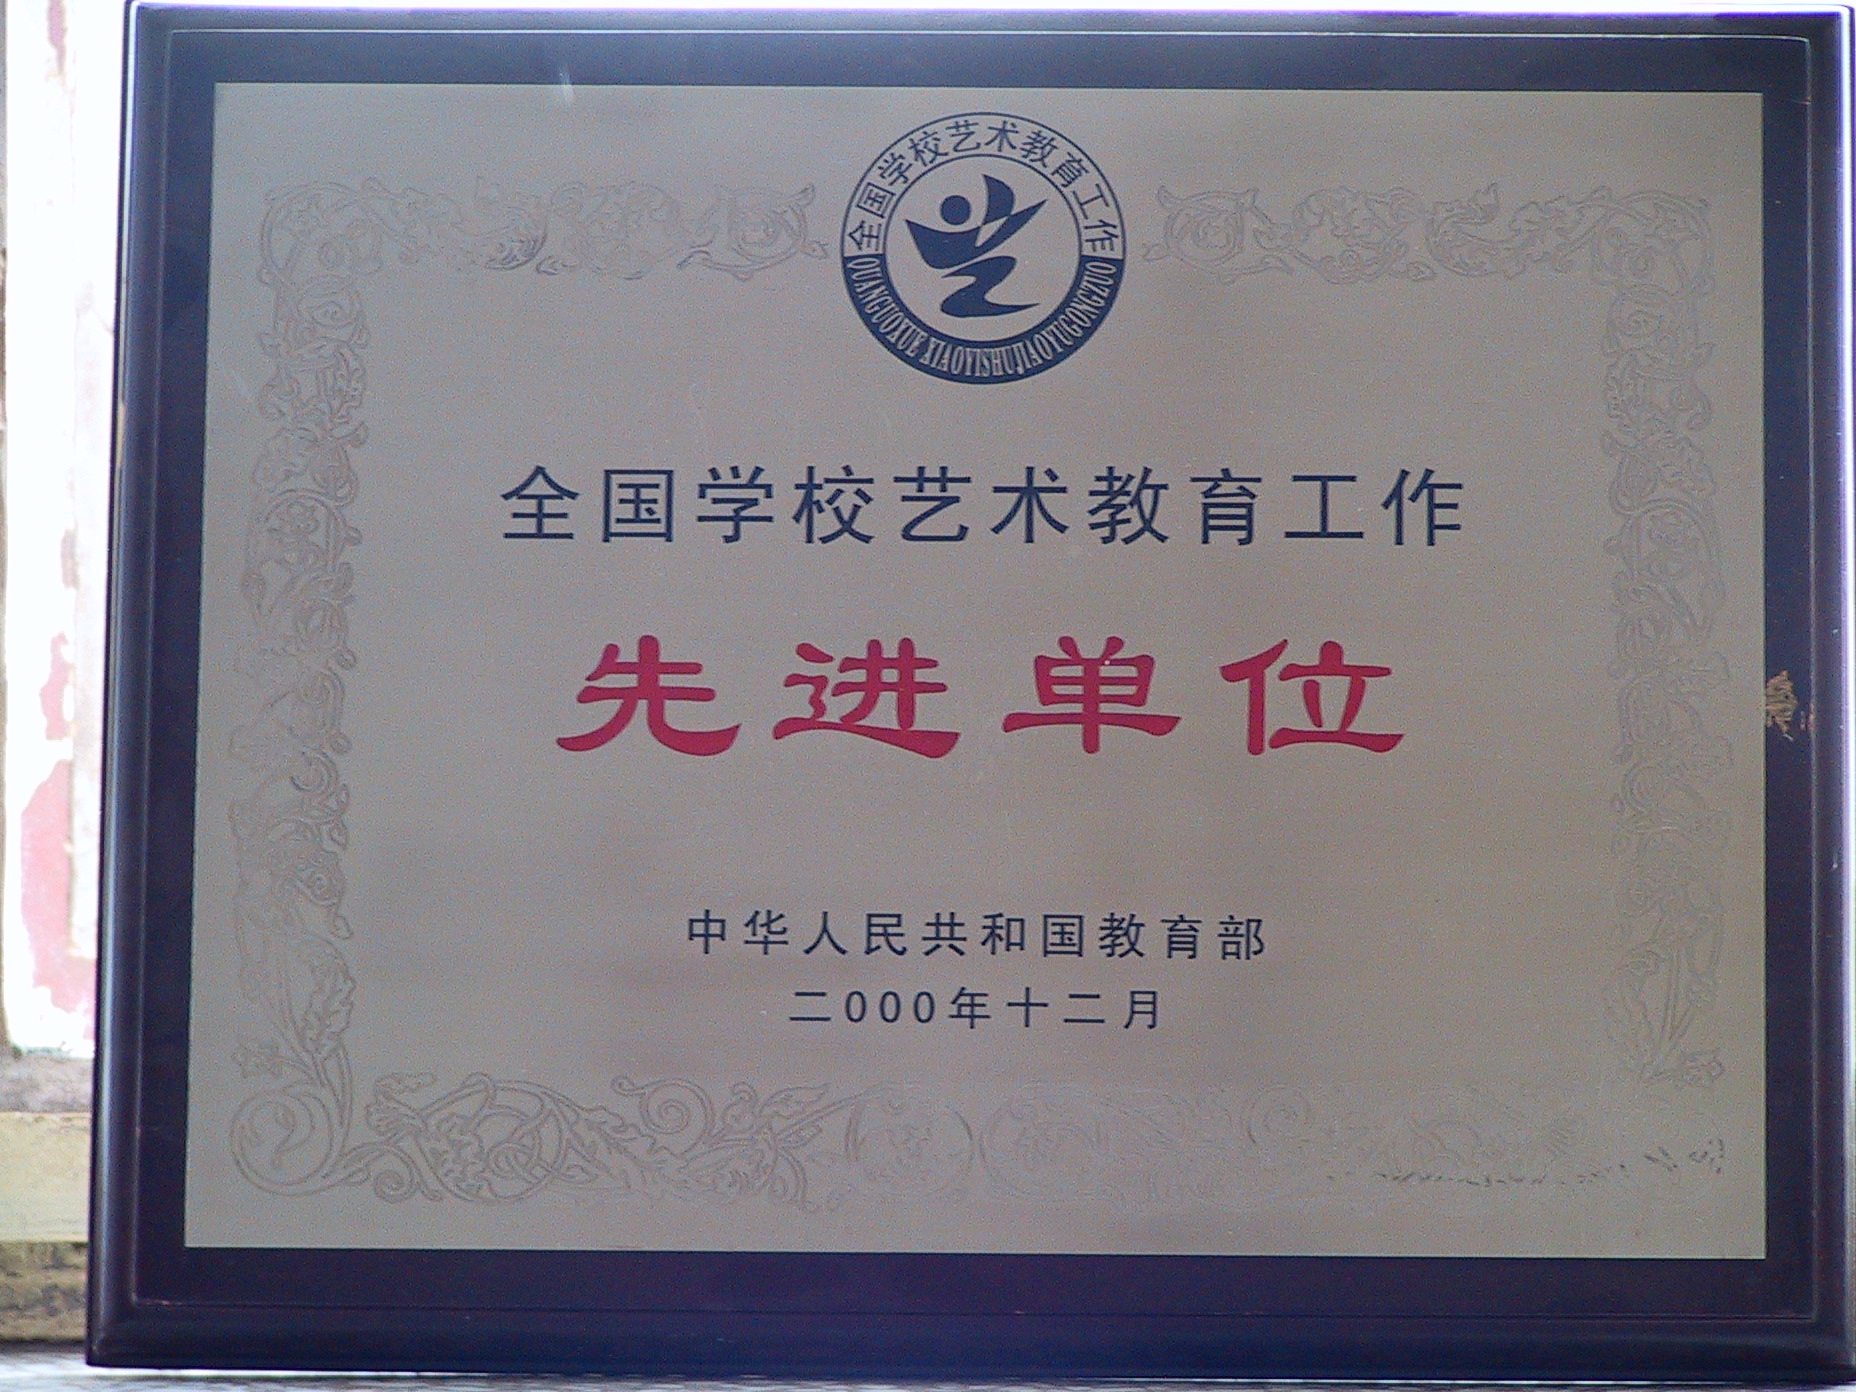 全国学校艺术教育工作
QUANGUOXUE XIAOYISHUJIAOYUGONGZUO
全国学校艺术教育工作
先进单位
中华人民共和国教育部
二000年十二月